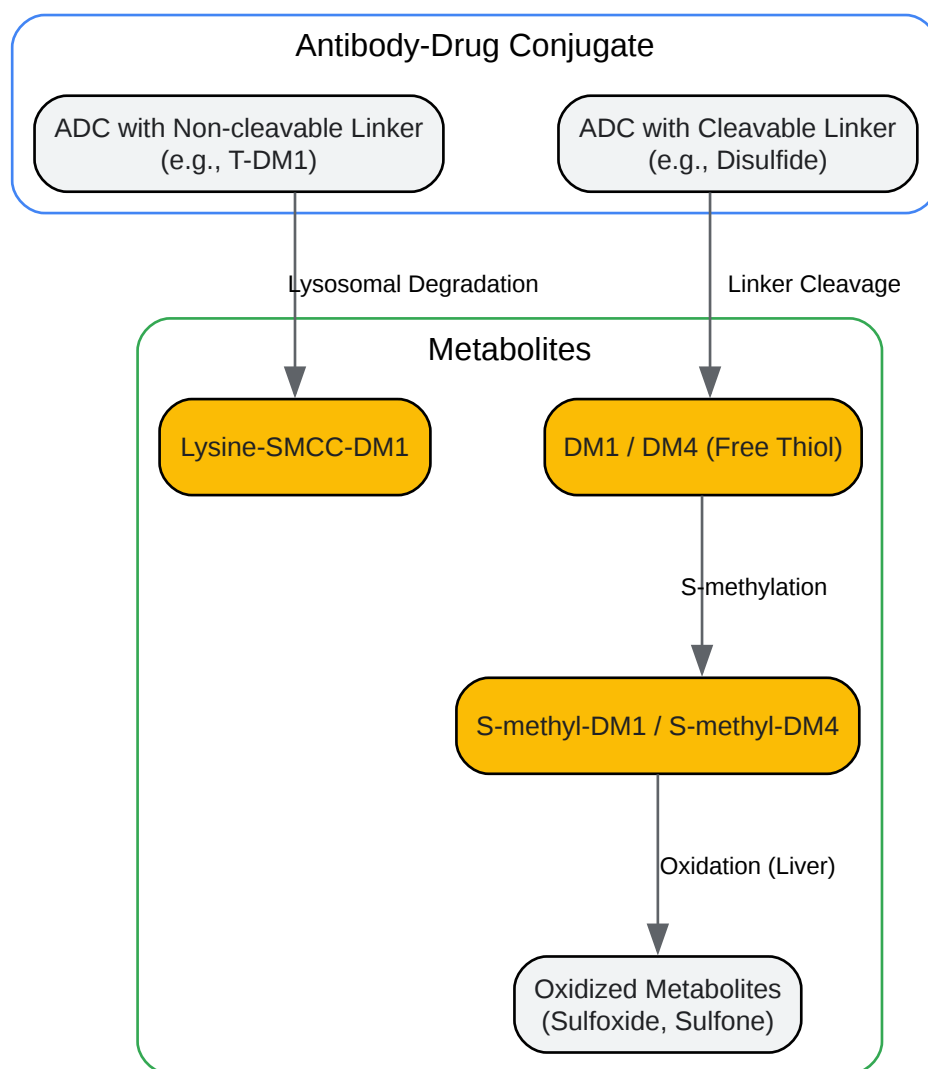 Antibody-Drug Conjugate
ADC with Non-cleavable Linker
(e.g., T-DM1)
ADC with Cleavable Linker
(e.g., Disulfide)
Lysosomal Degradation
Linker Cleavage
Metabolites
Lysine-SMCC-DM1
DM1 / DM4 (Free Thiol)
S-methylation
S-methyl-DM1 / S-methyl-DM4
Oxidation (Liver)
Oxidized Metabolites
(Sulfoxide, Sulfone)